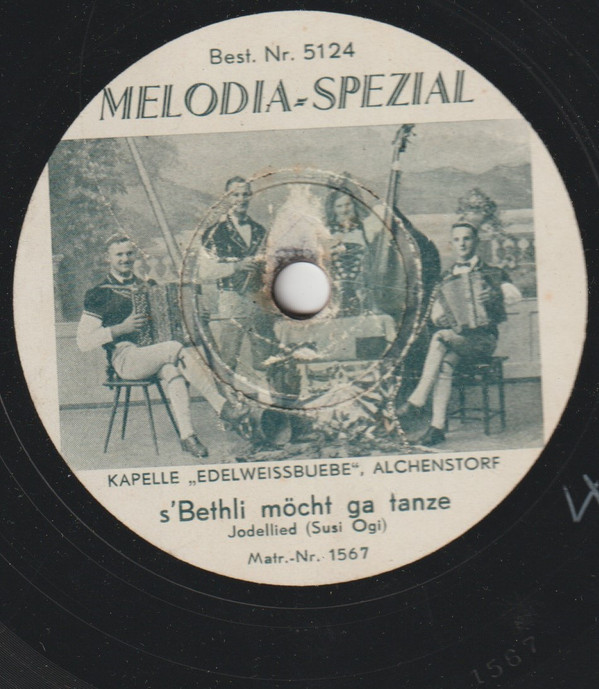 Best. Nr. 5124
MELODIA-SPEZIAL
KAPELLE „EDELWEISSBUEBE“, ALCHENSTORF
s'Bethli möcht ga tanze
Jodellied (Susi Ogi)
Matr.-Nr. 1567
1567